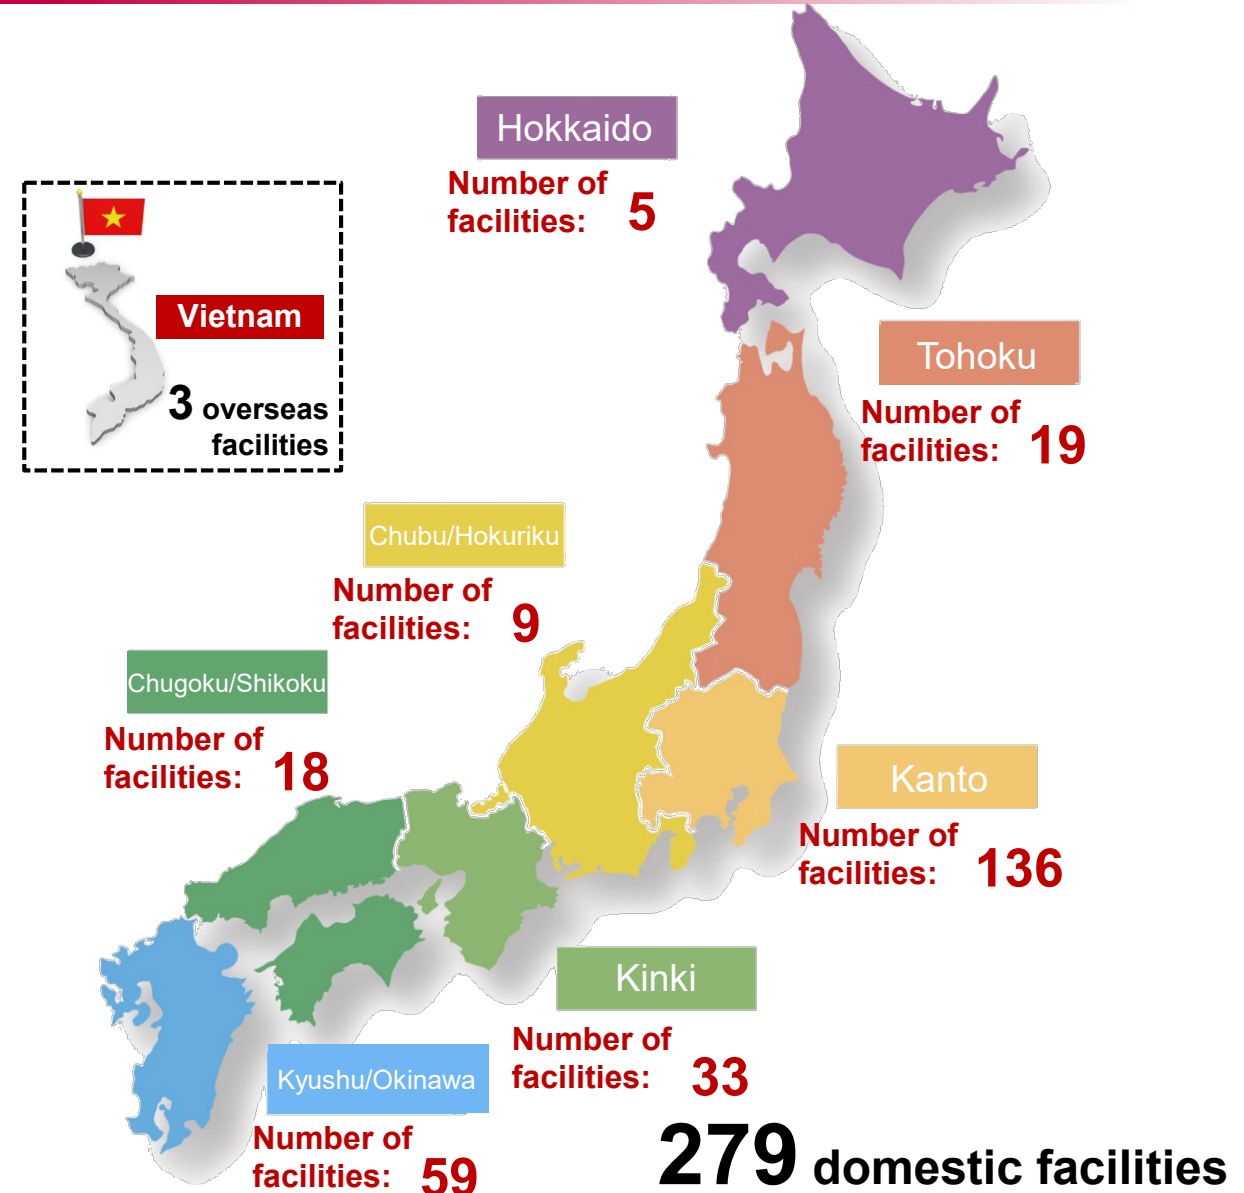 Hokkaido
Number of
facilities: 5
Vietnam
3 overseas
facilities
Tohoku
Number of
facilities: 19
Chubu/Hokuriku
Number of
facilities: 9
Chugoku/Shikoku
Number of
facilities: 18
Kanto
Number of
facilities: 136
Kinki
Number of
facilities: 33
Kyushu/Okinawa
Number of
facilities: 59
279 domestic facilities